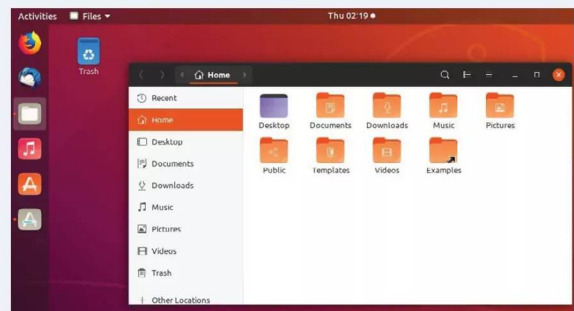 Activities Files Thu 02:19
Trash
Home
Recent
Home
Desktop
Documents
Downloads
Music
Pictures
Videos
Trash
Other Locations
Desktop Documents Downloads Music Pictures
Public Templates Videos Examples